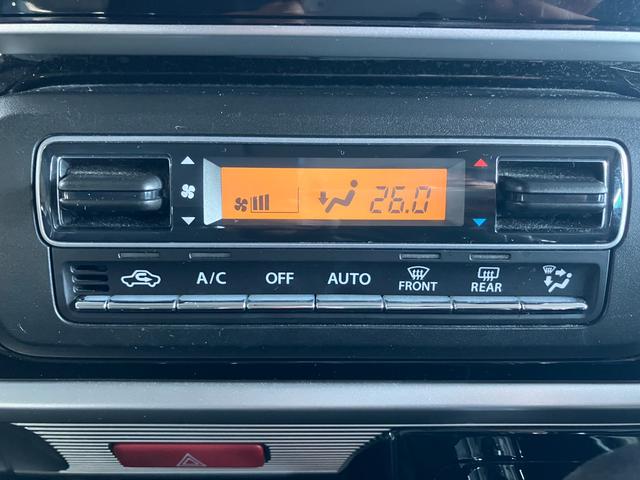 26.0
A/C OFF AUTO FRONT REAR